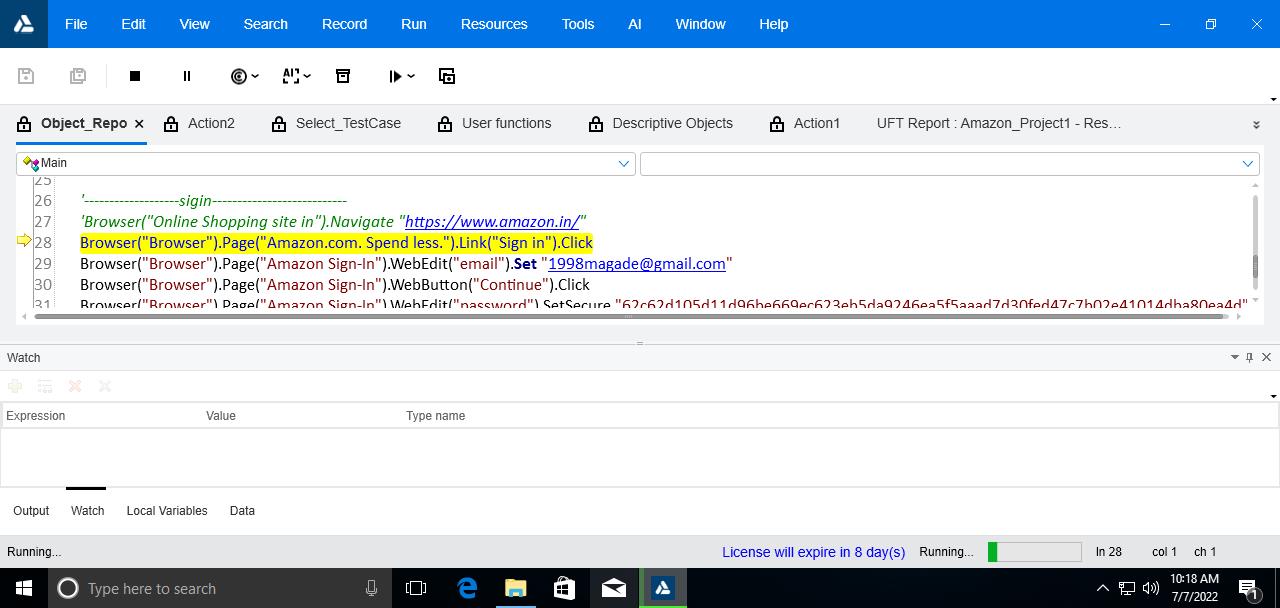 File Edit View Search Record Run Resources Tools AI Window Help
Object_Repo Action2 Select_TestCase User functions Descriptive Objects Action1 UFT Report : Amazon_Project1 - Res...
Main
25
26 '-------------------sigin---------------------------
27 'Browser("Online Shopping site in").Navigate "https://www.amazon.in/"
28 Browser("Browser").Page("Amazon.com. Spend less.").Link("Sign in").Click
29 Browser("Browser").Page("Amazon Sign-In").WebEdit("email").Set "1998magade@gmail.com"
30 Browser("Browser").Page("Amazon Sign-In").WebButton("Continue").Click
31 Browser("Browser").Page("Amazon Sign-In").WebEdit("password").SetSecure "62c62d105d11d96be669ec623eb5da9246ea5f5aaad7d30fed47c7b02e41014dba80ea4d"
Watch
Expression Value Type name
Output Watch Local Variables Data
Running... License will expire in 8 day(s) Running... ln 28 col 1 ch 1
Type here to search
10:18 AM
7/7/2022
1